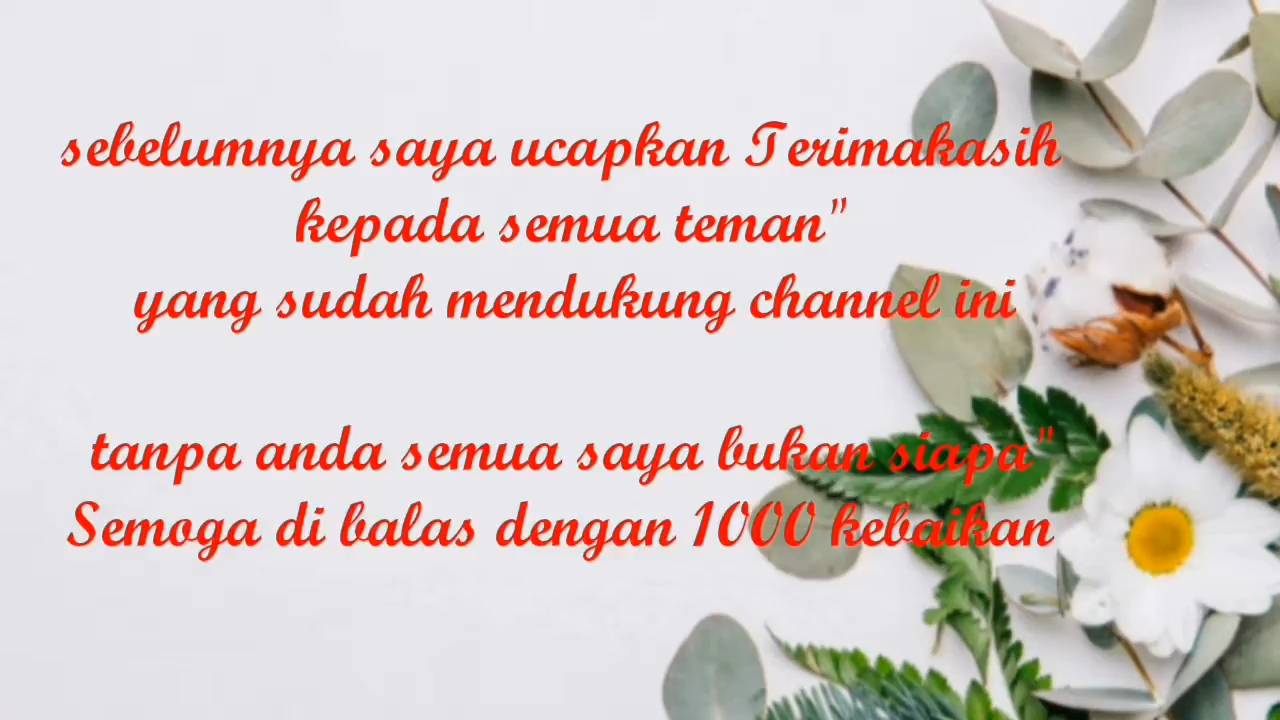 sebelumnya saya ucapkan Terimakasih
kepada semua teman"
yang sudah mendukung channel ini
tanpa anda semua saya bukan siapa"
Semoga di balas dengan 1000 kebaikan